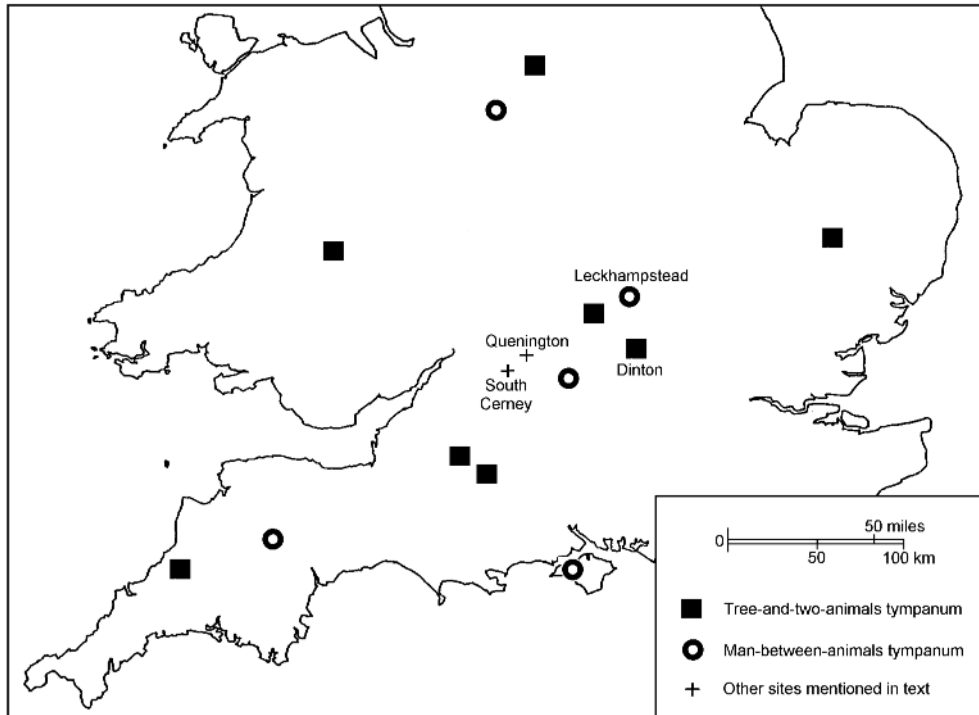 Leckhampstead
Quenington
South
Cerney
Dinton
50 miles
0
50 100 km
Tree-and-two-animals tympanum
Man-between-animals tympanum
Other sites mentioned in text